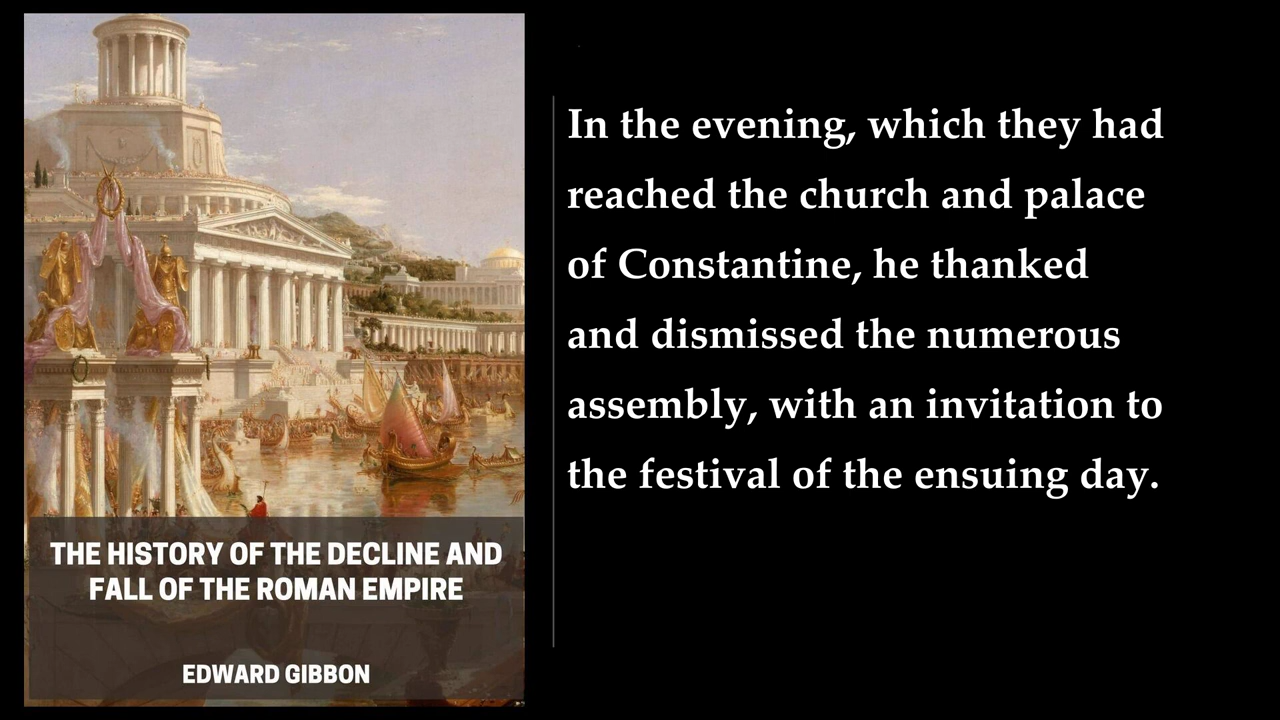 In the evening, which they had
reached the church and palace
of Constantine, he thanked
and dismissed the numerous
assembly, with an invitation to
the festival of the ensuing day.
THE HISTORY OF THE DECLINE AND
FALL OF THE ROMAN EMPIRE
EDWARD GIBBON